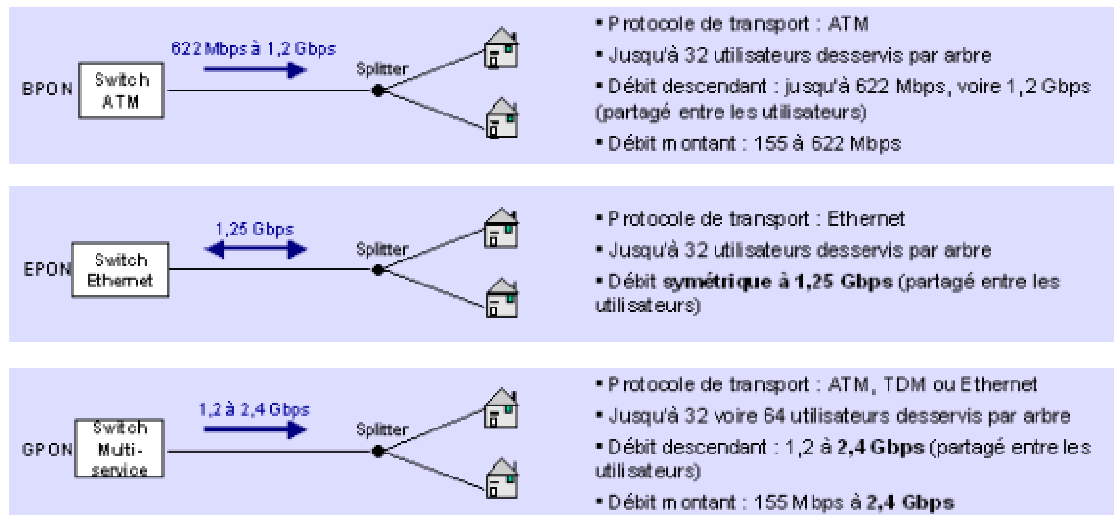 622 Mbps à 1,2 Gbps
BPON
Switch
ATM
Splitter
▪ Protocole de transport : ATM
▪ Jusqu'à 32 utilisateurs desservis par arbre
▪ Débit descendant : jusqu'à 622 Mbps, voire 1,2 Gbps
(partagé entre les utilisateurs)
▪ Débit montant : 155 à 622 Mbps
1,25 Gbps
EPON
Switch
Ethernet
Splitter
▪ Protocole de transport : Ethernet
▪ Jusqu'à 32 utilisateurs desservis par arbre
▪ Débit symétrique à 1,25 Gbps (partagé entre les
utilisateurs)
1,2 à 2,4 Gbps
GPON
Switch
Multi-
service
Splitter
▪ Protocole de transport : ATM, TDM ou Ethernet
▪ Jusqu'à 32 voire 64 utilisateurs desservis par arbre
▪ Débit descendant : 1,2 à 2,4 Gbps (partagé entre les
utilisateurs)
▪ Débit montant : 155 Mbps à 2,4 Gbps